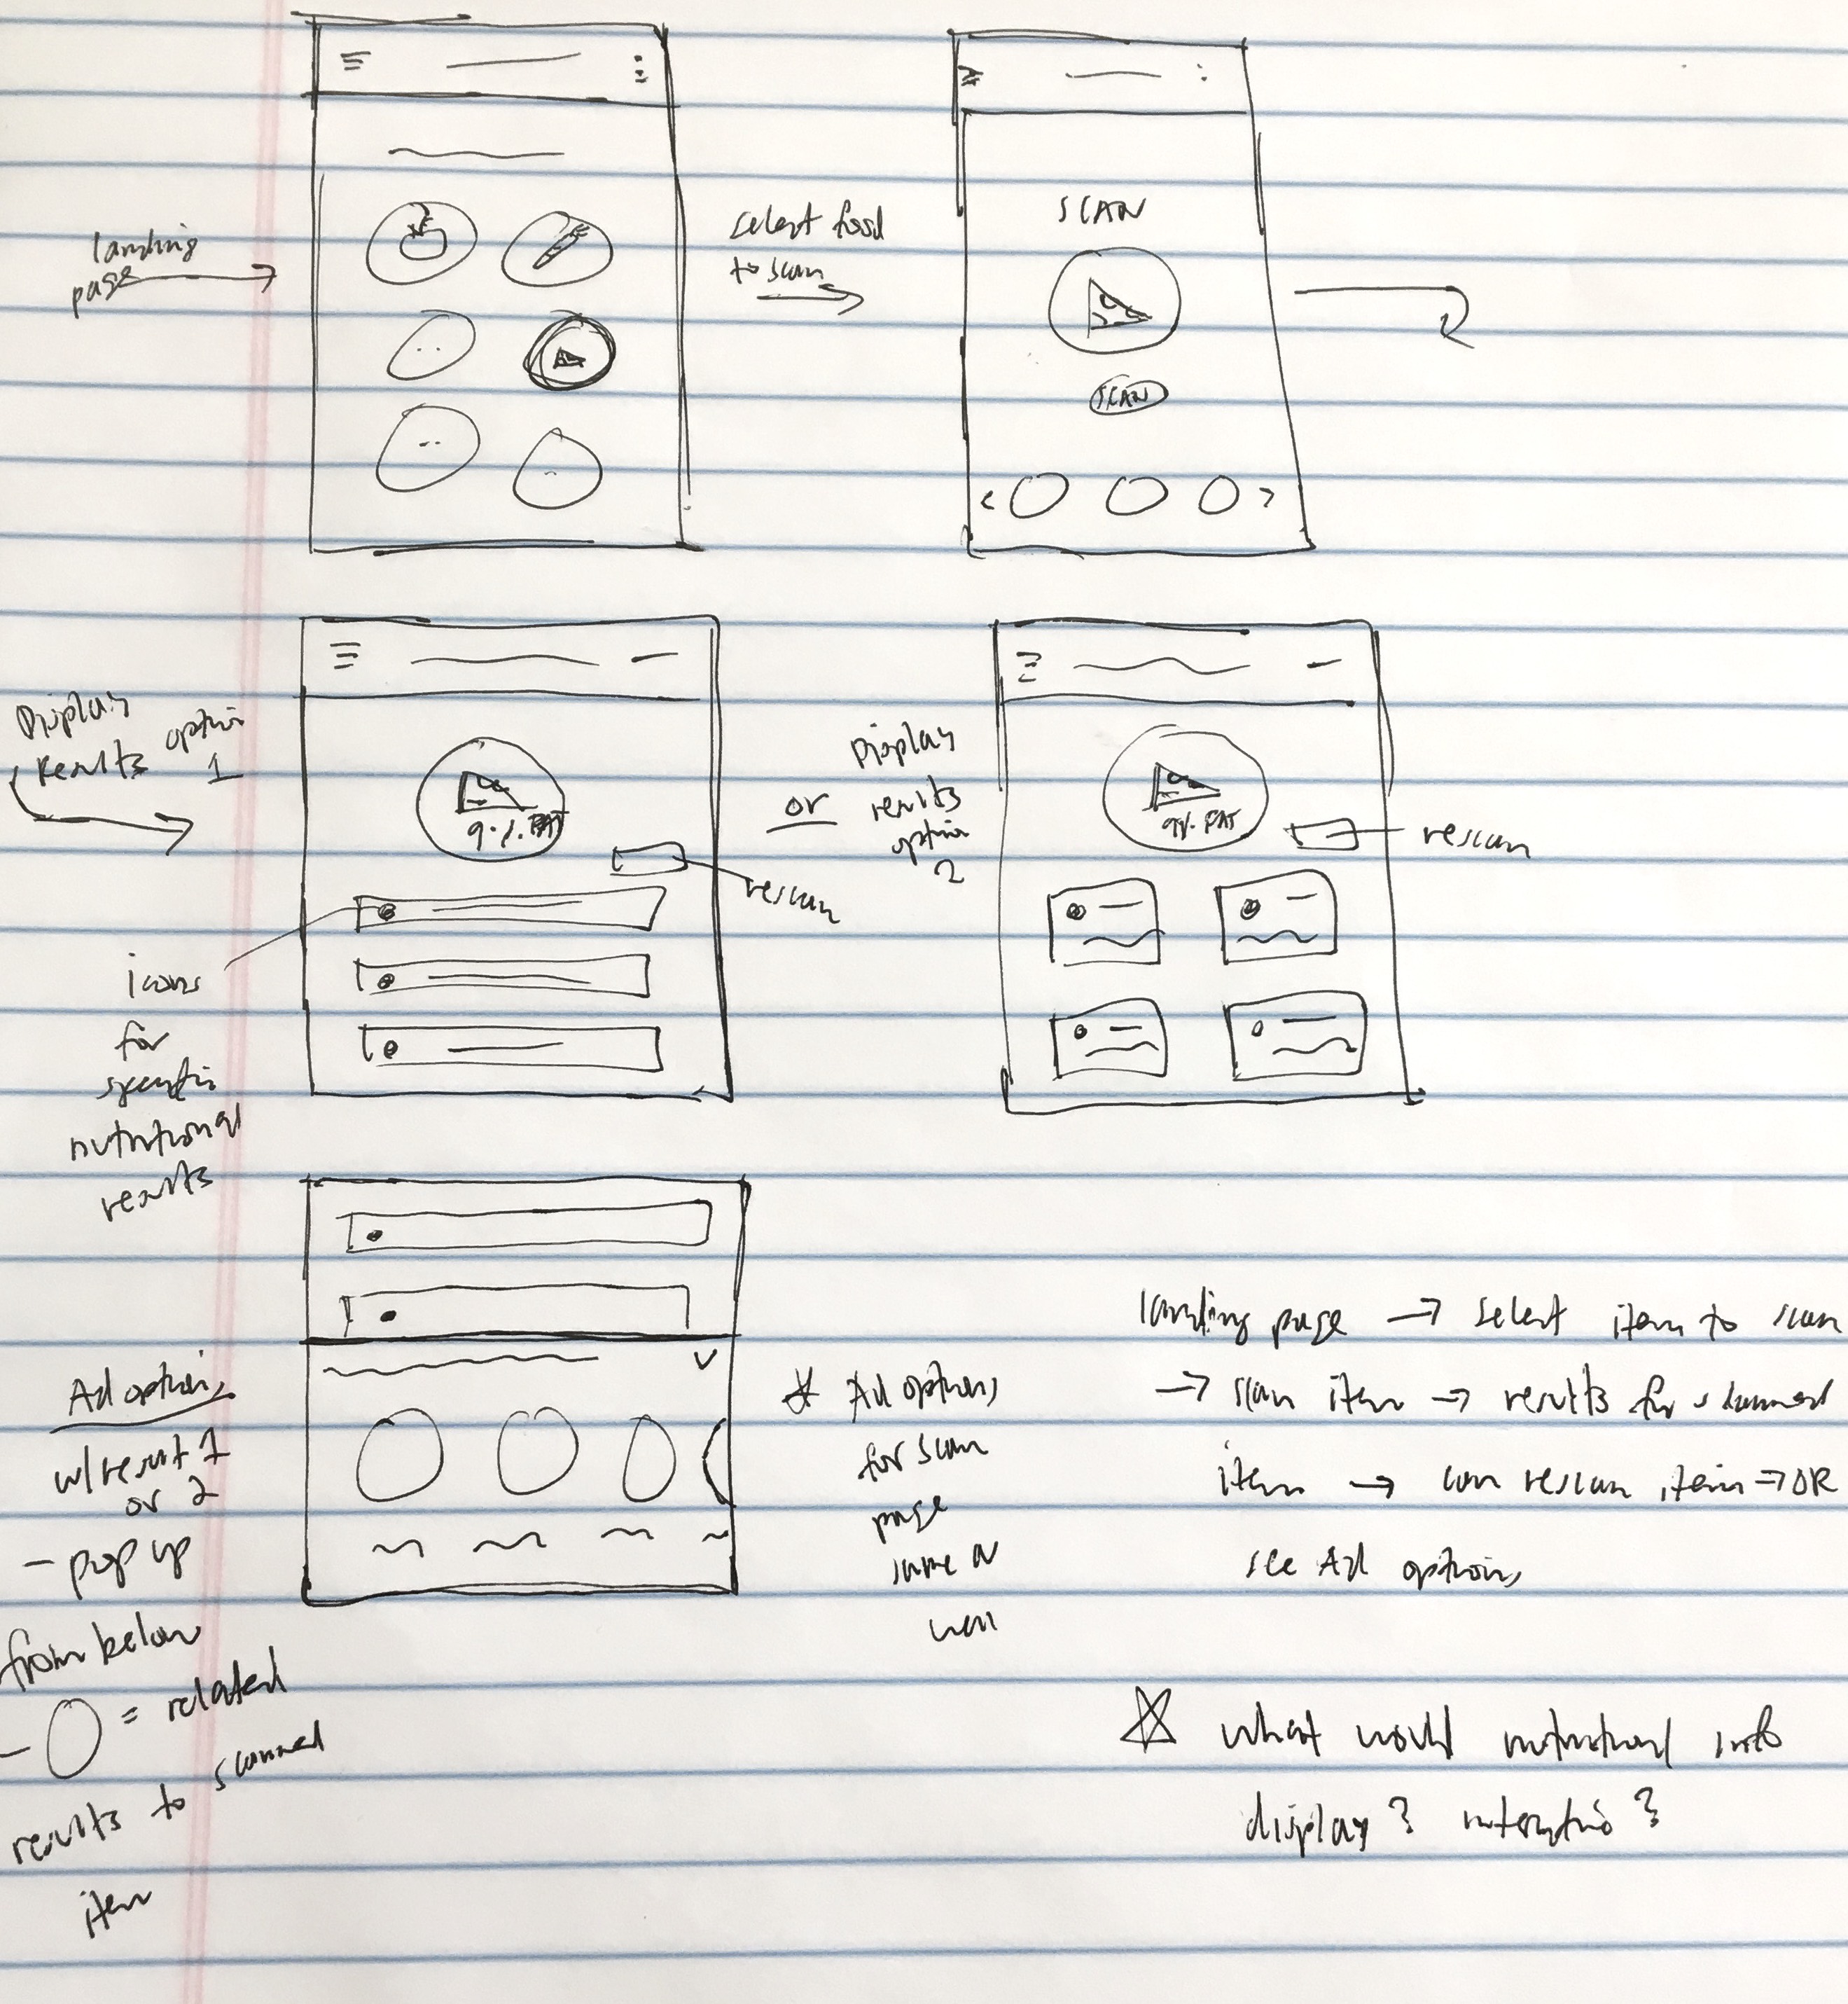 landing
page
select food
to scan
SCAN
SCAN
Display
Results option
1
9% FAT
rescan
icons
for
specific
nutritional
results
or
Display
results
option
2
9% FAT
rescan
Ad options
w/result 1
or 2
- pop up
from below
- = related
results to scanned
item
Ad options
for scan
page
same as
well
landing page → select item to scan
→ scan item → results for scanned
item → can rescan item → OR
see Ad options
what would nutritional info
display?